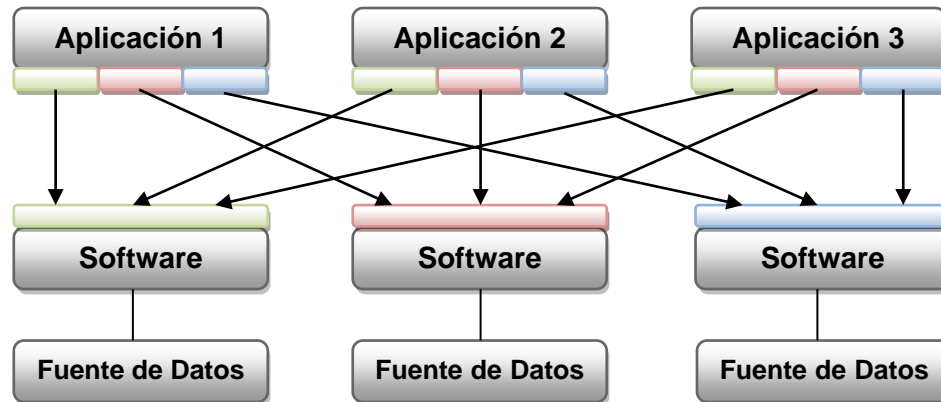 Aplicación 1
Aplicación 2
Aplicación 3
Software
Software
Software
Fuente de Datos
Fuente de Datos
Fuente de Datos